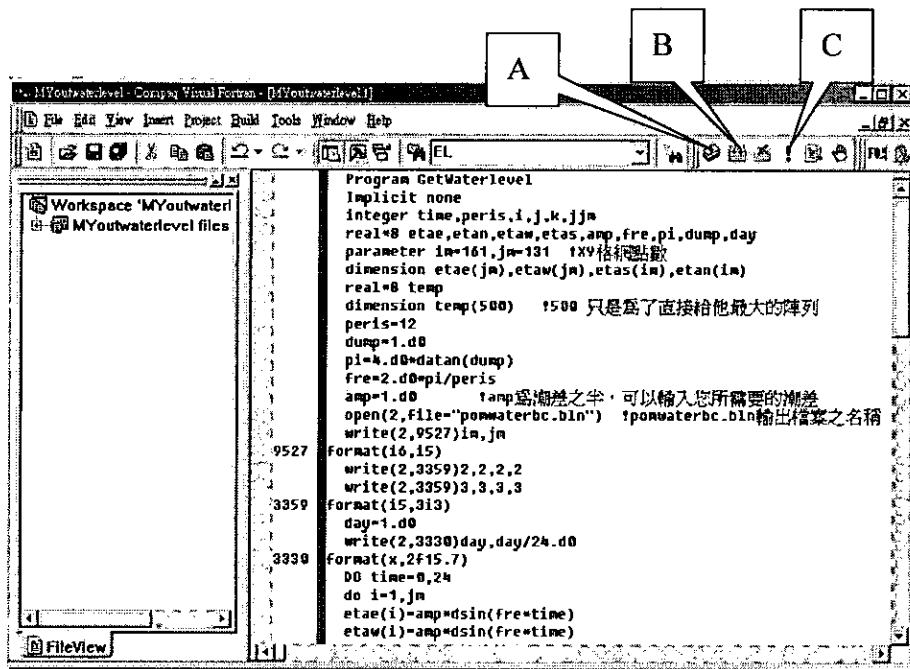 A
B
C
MYoutwaterlevel - Compaq Visual Fortran - [MYoutwaterlevel]
File Edit View Insert Project Build Tools Window Help
EL
Workspace 'MYoutwaterl
MYoutwaterlevel files
FileView
Program GetWaterlevel
Implicit none
integer time,peris,i,j,k,jjm
real*8 etae,etan,etaw,etas,amp,fre,pi,dump,day
parameter im=161,jm=131 !XY格網點數
dimension etae(jm),etaw(jm),etas(im),etan(im)
real*8 temp
dimension temp(500) !500 只是爲了直接給他最大的陣列
peris=12
dump=1.d0
pi=4.d0*datan(dump)
fre=2.d0*pi/peris
amp=1.d0 !amp爲潮差之半，可以輸入您所需要的潮差
open(2,file="pomwaterbc.bln") !pomwaterbc.bln輸出檔案之名稱
write(2,9527)im,jm
9527 format(i6,i5)
write(2,3359)2,2,2,2
write(2,3359)3,3,3,3
3359 format(i5,3i3)
day=1.d0
write(2,3330)day,day/24.d0
3330 format(x,2f15.7)
DO time=0,24
do i=1,jm
etae(i)=amp*dsin(fre*time)
etaw(i)=amp*dsin(fre*time)